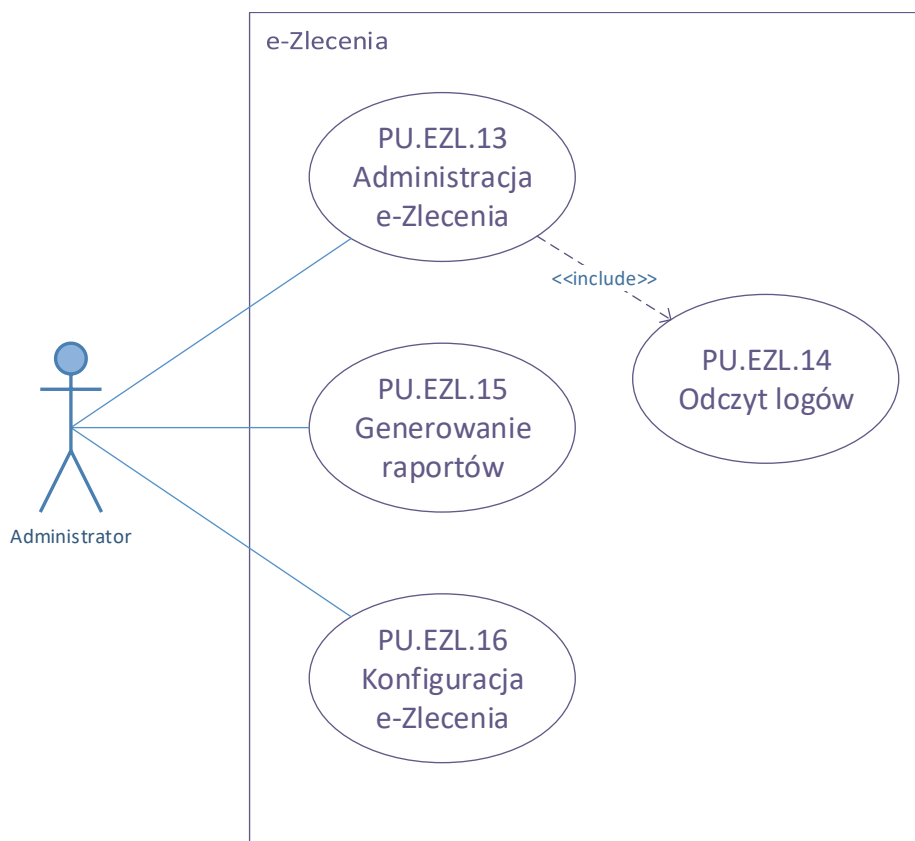 e-Zlecenia
PU.EZL.13
Administracja
e-Zlecenia
<<include>>
PU.EZL.14
Odczyt logów
PU.EZL.15
Generowanie
raportów
Administrator
PU.EZL.16
Konfiguracja
e-Zlecenia